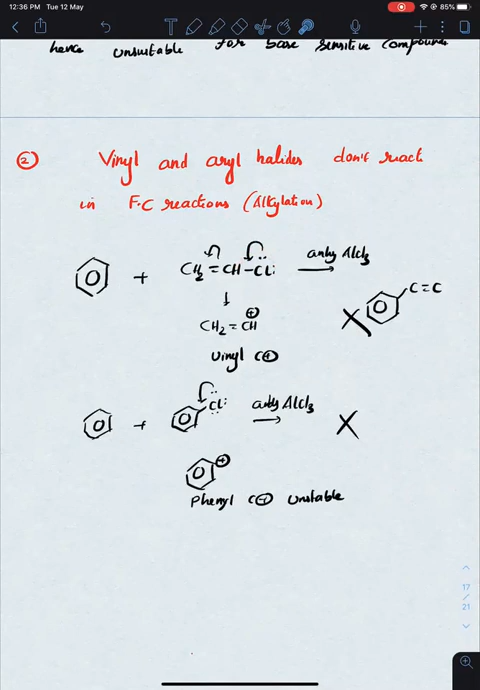 12:36 PM Tue 12 May 85%
hence unsuitable for base sensitive compounds
② Vinyl and aryl halides don't react
in F.C reactions (Alkylation)
+ CH2=CH-Cl: anhy AlCl3 C=C
CH2=CH ⊕ X
Vinyl C⊕
+ Cl: anhy AlCl3 X
⊕
Phenyl C⊕ unstable
17
/
21